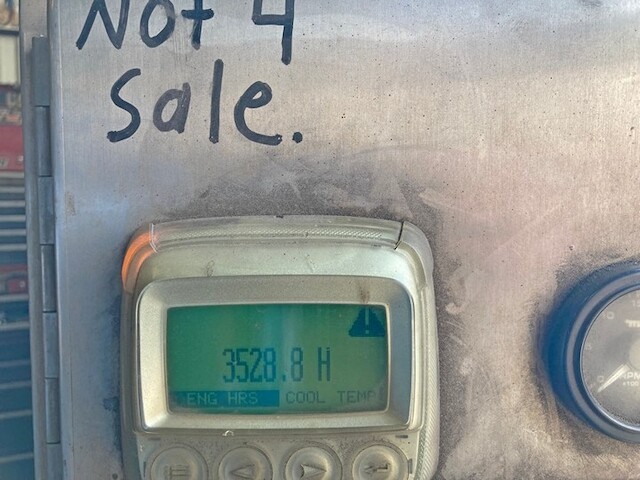 Not 4
Sale.
3528.8 H
ENG HRS COOL TEMP